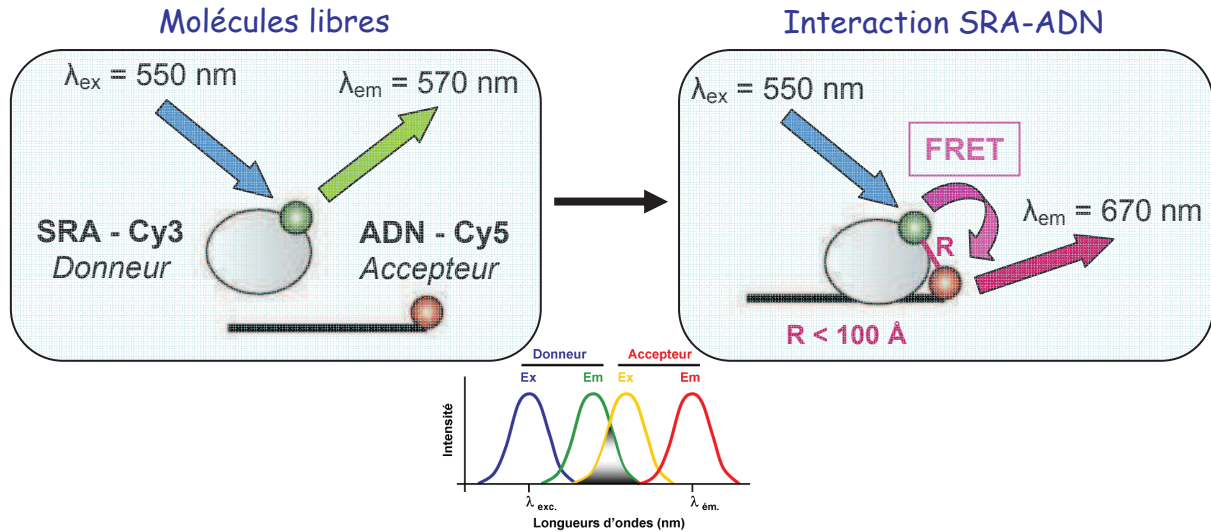 Molécules libres
λex = 550 nm
λem = 570 nm
SRA - Cy3
Donneur
ADN - Cy5
Accepteur
Interaction SRA-ADN
λex = 550 nm
FRET
λem = 670 nm
R
R < 100 Å
Donneur
Accepteur
Ex
Em
Ex
Em
Intensité
λ exc.
λ ém.
Longueurs d'ondes (nm)